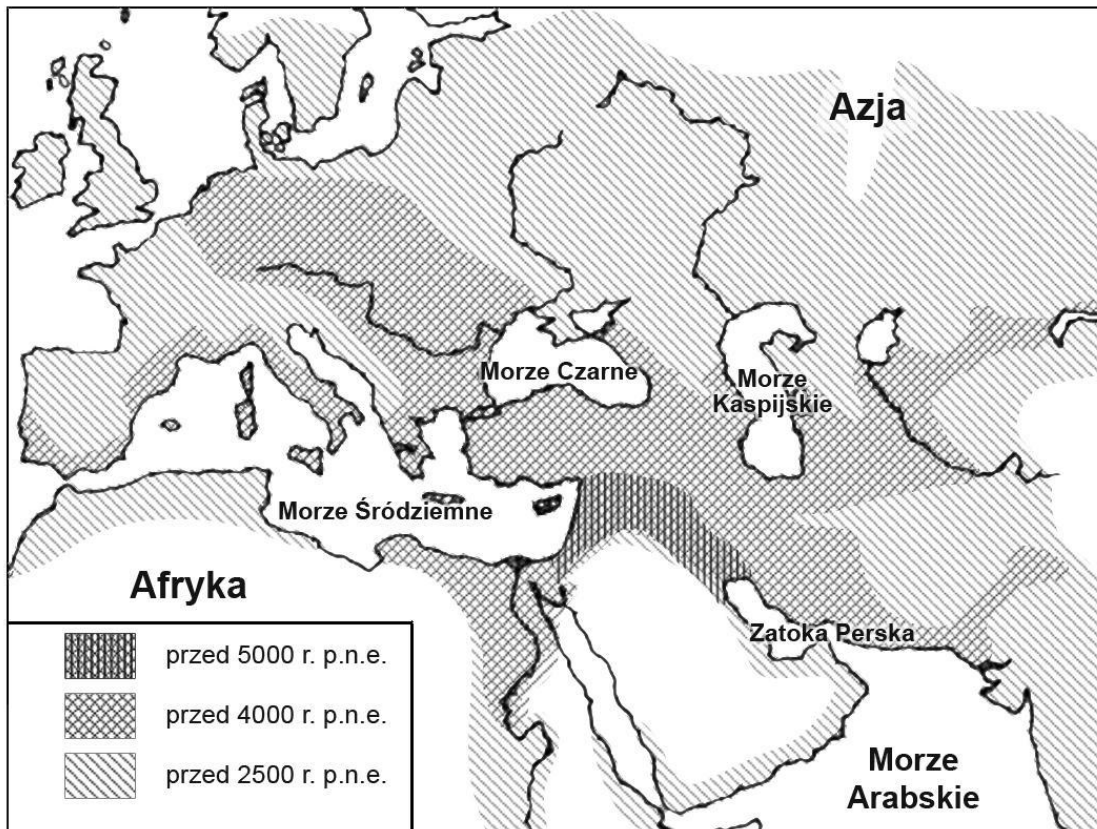 Azja
Morze Czarne
Morze
Kaspijskie
Morze Śródziemne
Afryka
Zatoka Perska
Morze
Arabskie
przed 5000 r. p.n.e.
przed 4000 r. p.n.e.
przed 2500 r. p.n.e.